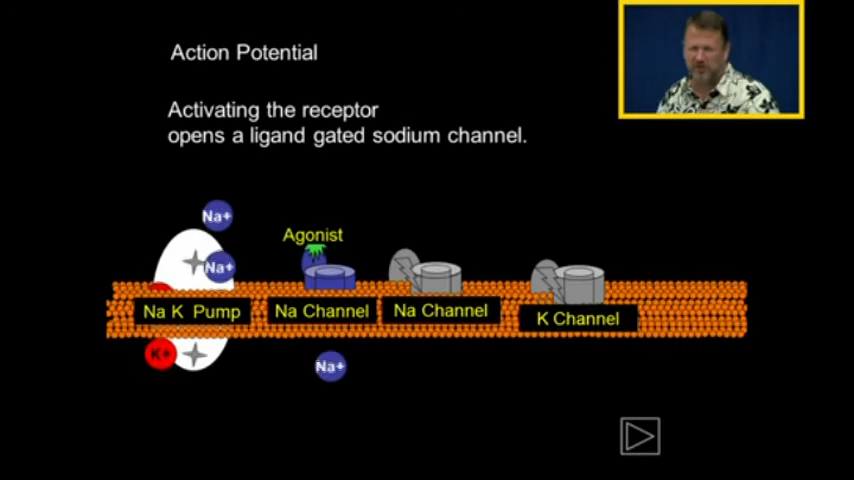 Action Potential
Activating the receptor
opens a ligand gated sodium channel.
Na+
Agonist
Na+
Na K Pump
Na Channel
Na Channel
K Channel
K+
Na+